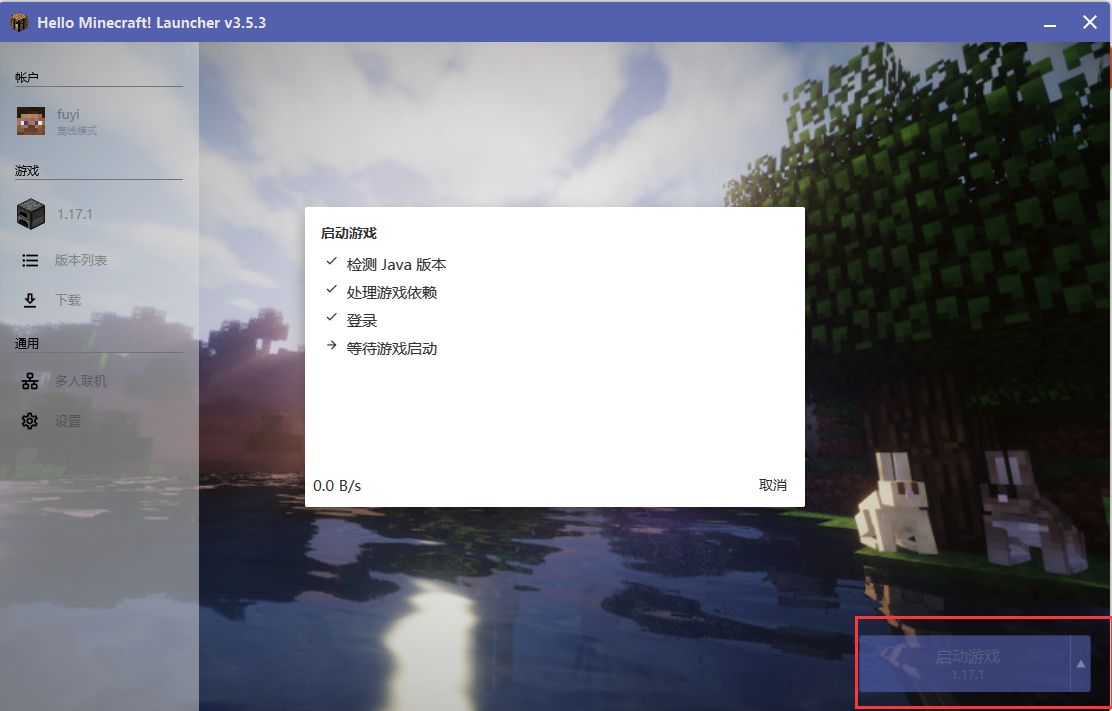 Hello Minecraft! Launcher v3.5.3
帐户
fuyi
离线模式
游戏
1.17.1
版本列表
下载
通用
多人联机
设置
启动游戏
检测 Java 版本
处理游戏依赖
登录
等待游戏启动
0.0 B/s
取消
启动游戏
1.17.1